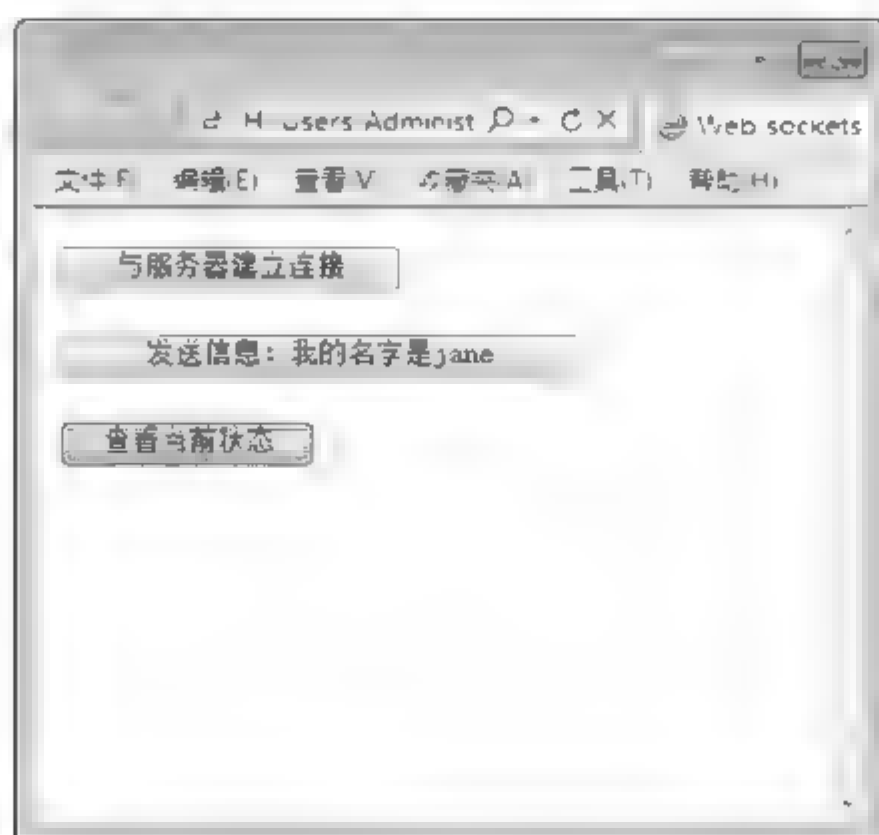 H Users Administ Web sockets
文件 编辑(E) 查看 V 收藏夹 A 工具(T) 帮助(H)
与服务器建立连接
发送信息：我的名字是jane
查看当前状态